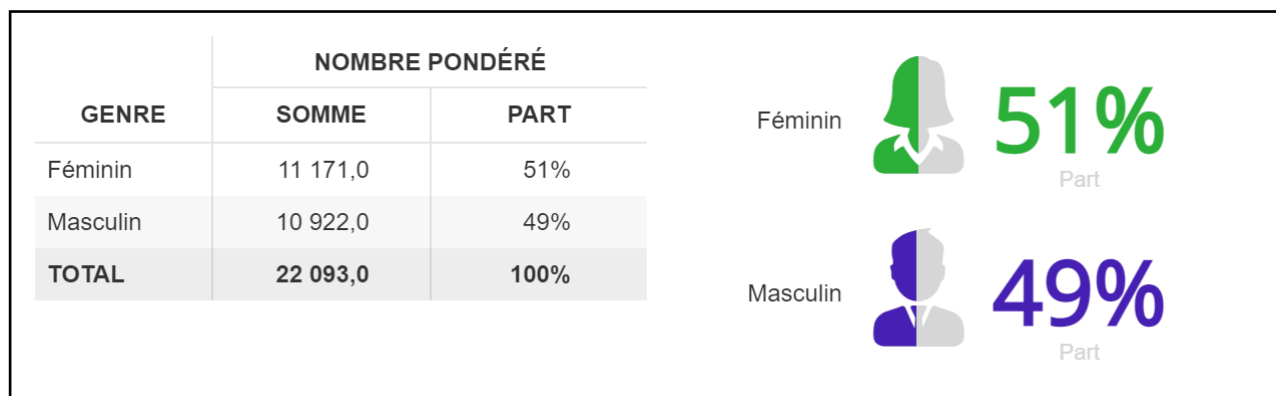 NOMBRE PONDÉRÉ
GENRE SOMME PART
Féminin 11 171,0 51%
Masculin 10 922,0 49%
TOTAL 22 093,0 100%
Féminin 51%
Part
Masculin 49%
Part